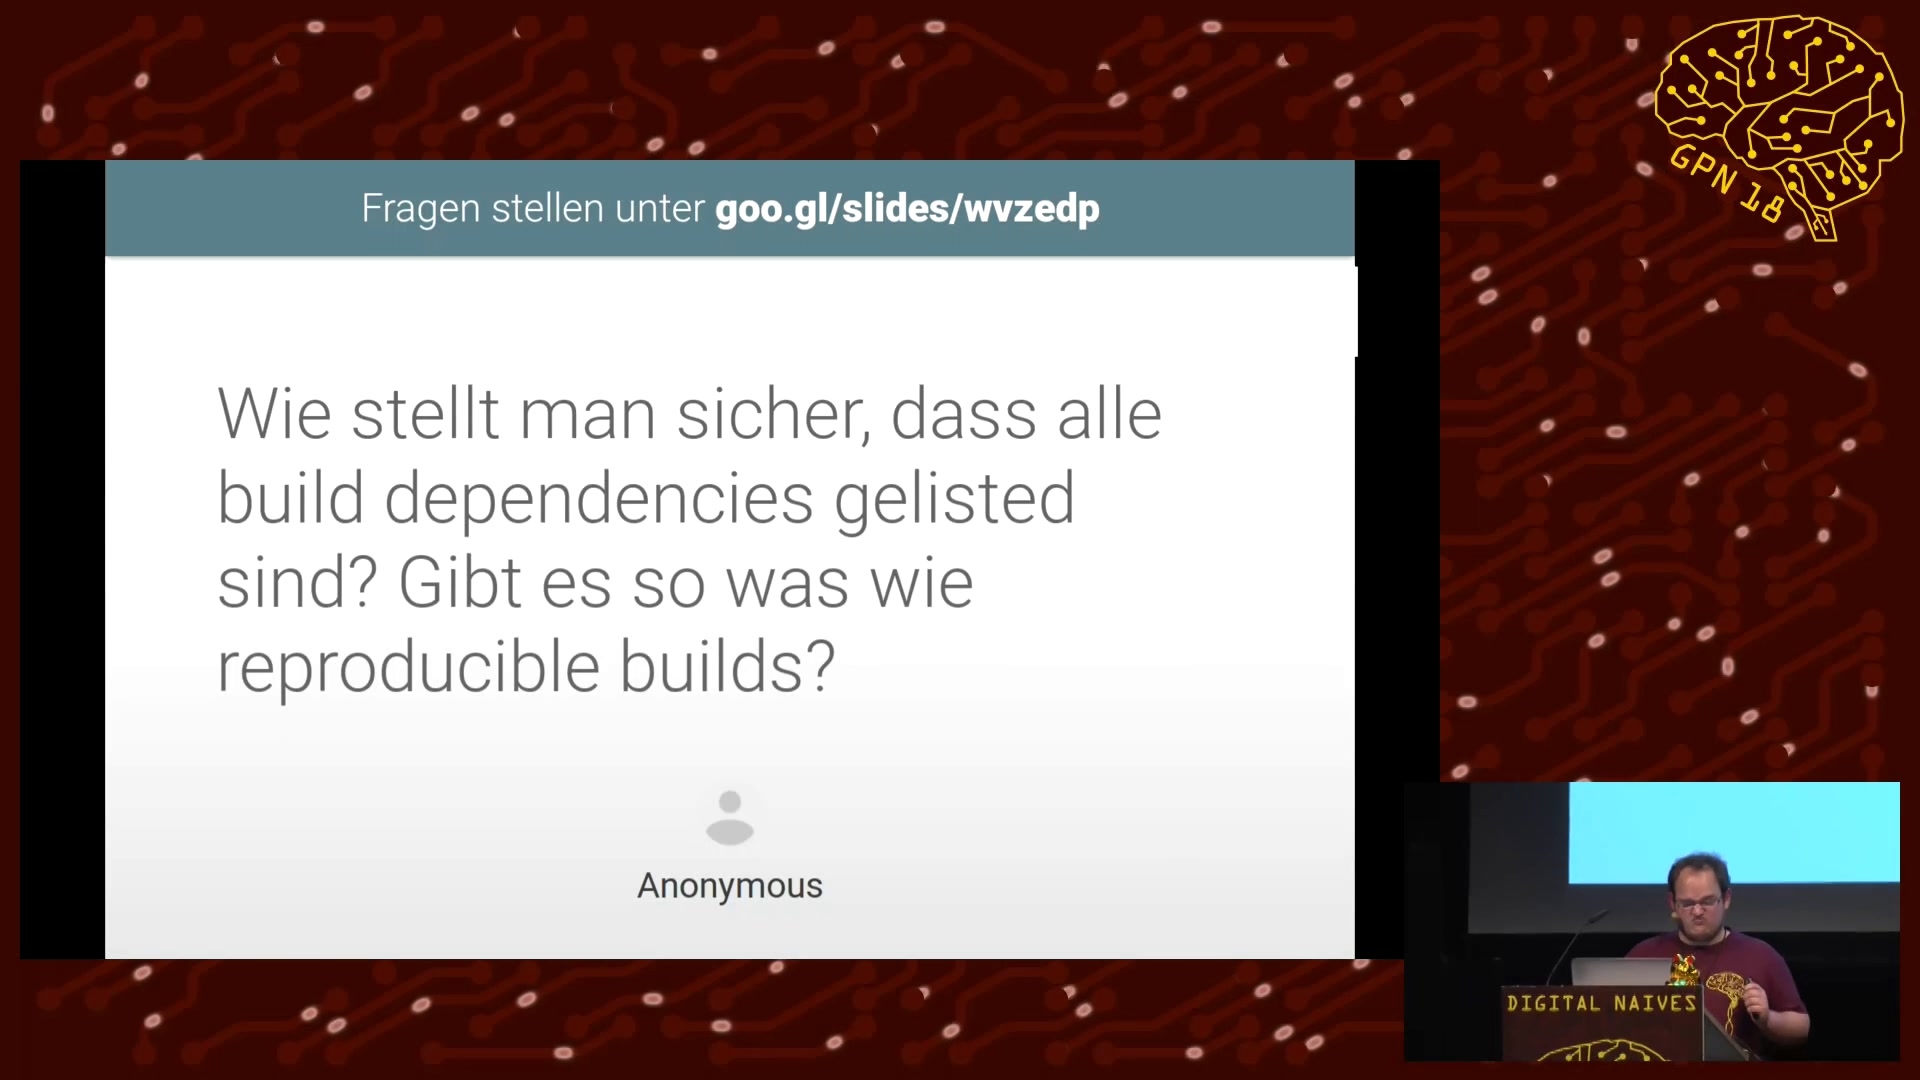 GPN 18
Fragen stellen unter goo.gl/slides/wvzedp
Wie stellt man sicher, dass alle
build dependencies gelisted
sind? Gibt es so was wie
reproducible builds?
Anonymous
DIGITAL NAIVES